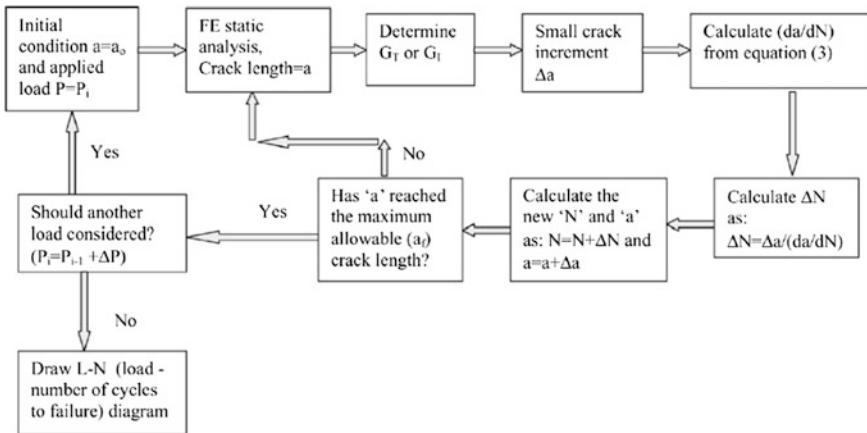 Initial
condition a=a₀
and applied
load P=Pᵢ
FE static
analysis,
Crack length=a
Determine
G_T or G_I
Small crack
increment
Δa
Calculate (da/dN)
from equation (3)
Yes
No
Should another
load considered?
(Pᵢ=Pᵢ₋₁ +ΔP)
Yes
Has ‘a’ reached
the maximum
allowable (a_f)
crack length?
Calculate the
new ‘N’ and ‘a’
as: N=N+ΔN and
a=a+Δa
Calculate ΔN
as:
ΔN=Δa/(da/dN)
No
Draw L-N (load -
number of cycles
to failure) diagram